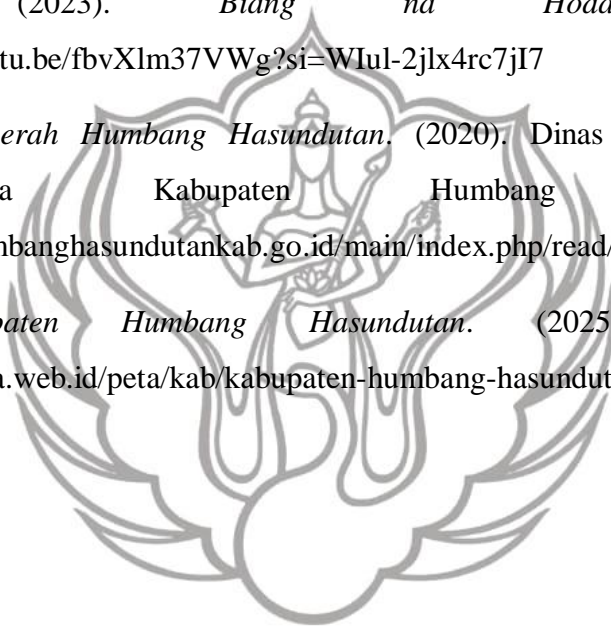 (2023). Biang na Hoda
tu.be/fbvXlm37VWg?si=WIul-2jlx4rc7jI7
erah Humbang Hasundutan. (2020). Dinas
a Kabupaten Humbang
nbanghasundutankab.go.id/main/index.php/read/
paten Humbang Hasundutan. (2025
a.web.id/peta/kab/kabupaten-humbang-hasundut